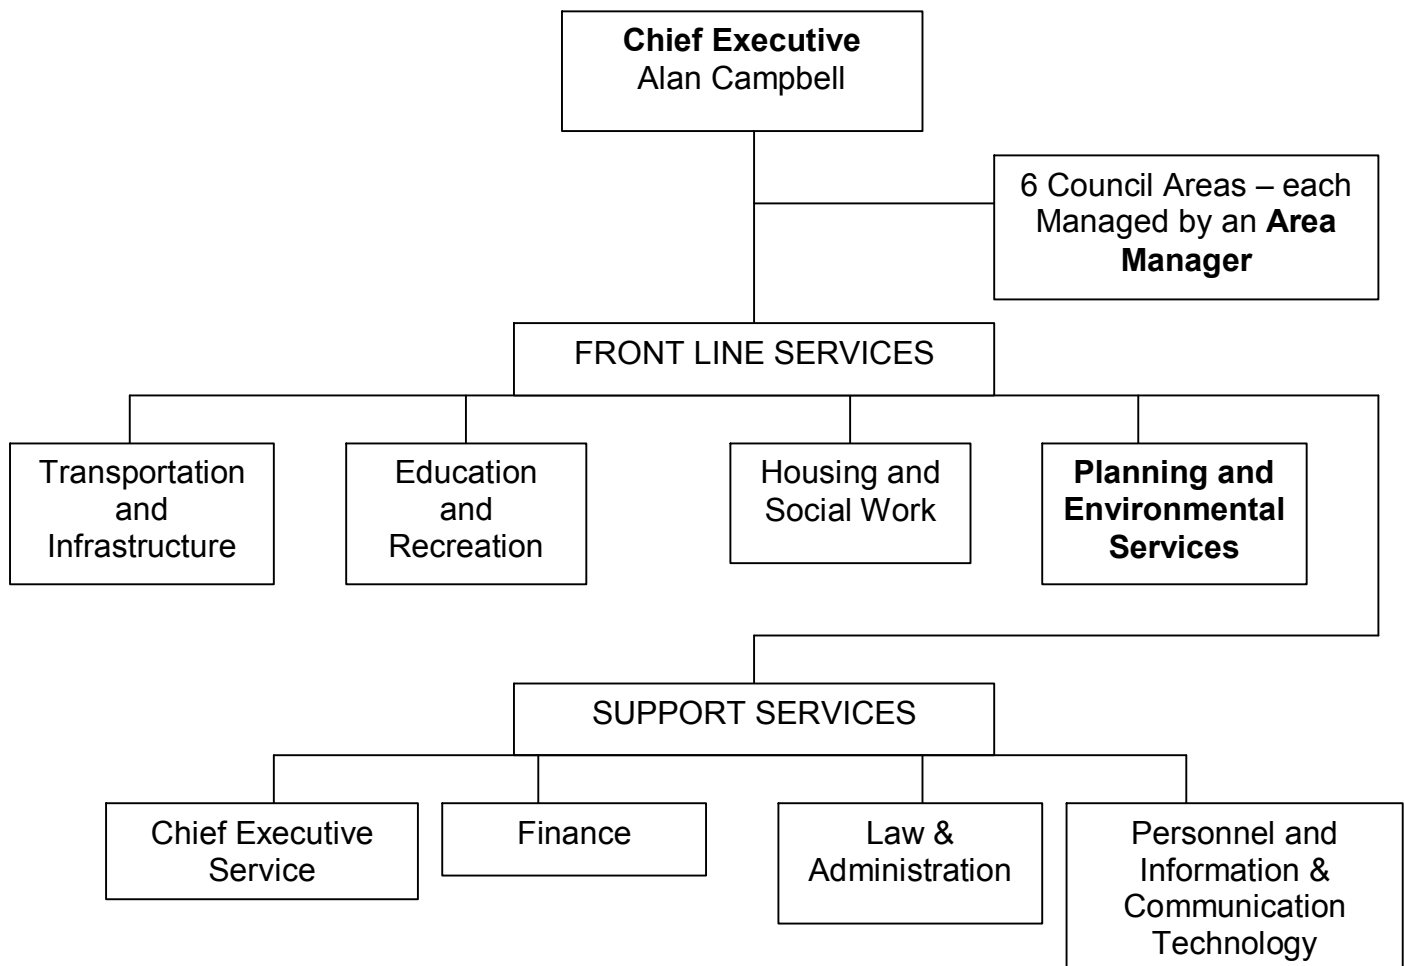 Chief Executive
Alan Campbell
6 Council Areas – each
Managed by an Area
Manager
FRONT LINE SERVICES
Transportation
and
Infrastructure
Education
and
Recreation
Housing and
Social Work
Planning and
Environmental
Services
SUPPORT SERVICES
Chief Executive
Service
Finance
Law &
Administration
Personnel and
Information &
Communication
Technology